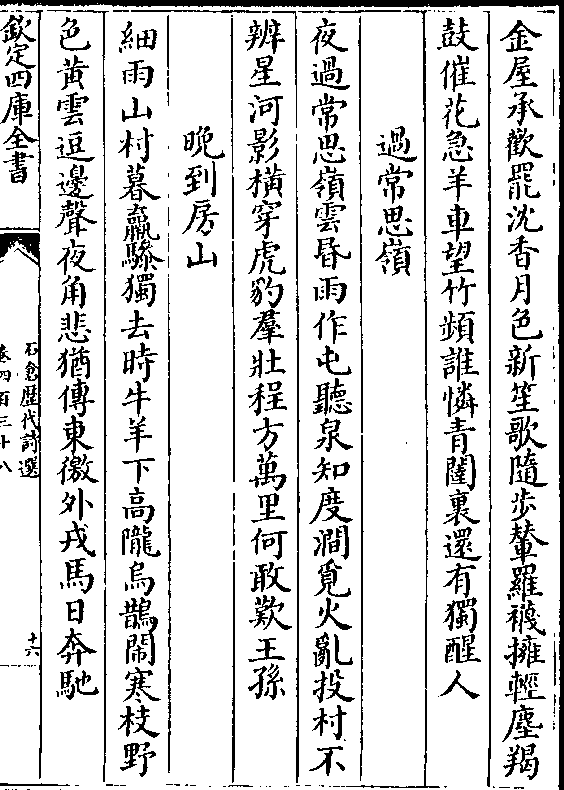 金屋承歡罷沈香月色新笙歌隨步輦羅襪擁輕塵羯
鼓催花急羊車望竹頻誰憐青閨裏還有獨醒人
過常思嶺
夜過常思嶺雲昏雨作屯聽泉知度澗覓火亂投村不
辨星河影橫穿虎豹羣壯程方萬里何敢歎王孫
晚到房山
細雨山村暮羸驂獨去時牛羊下高隴烏鵲鬧寒枝野
色黃雲逗邊聲夜角悲猶傳東徼外戎馬日奔馳
欽定四庫全書
石倉歷代詩選
卷四百三十八
十六